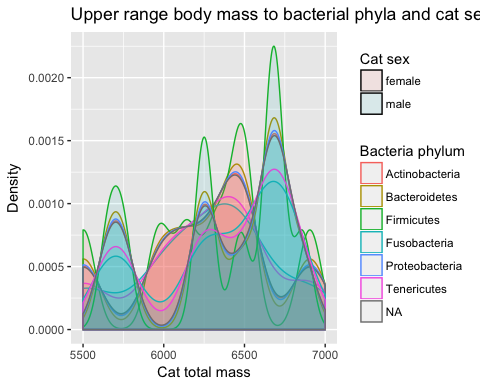 Upper range body mass to bacterial phyla and cat se
Cat sex
female
male
Bacteria phylum
Actinobacteria
Bacteroidetes
Firmicutes
Fusobacteria
Proteobacteria
Tenericutes
NA
Density
0.0020
0.0015
0.0010
0.0005
0.0000
5500 6000 6500 7000
Cat total mass